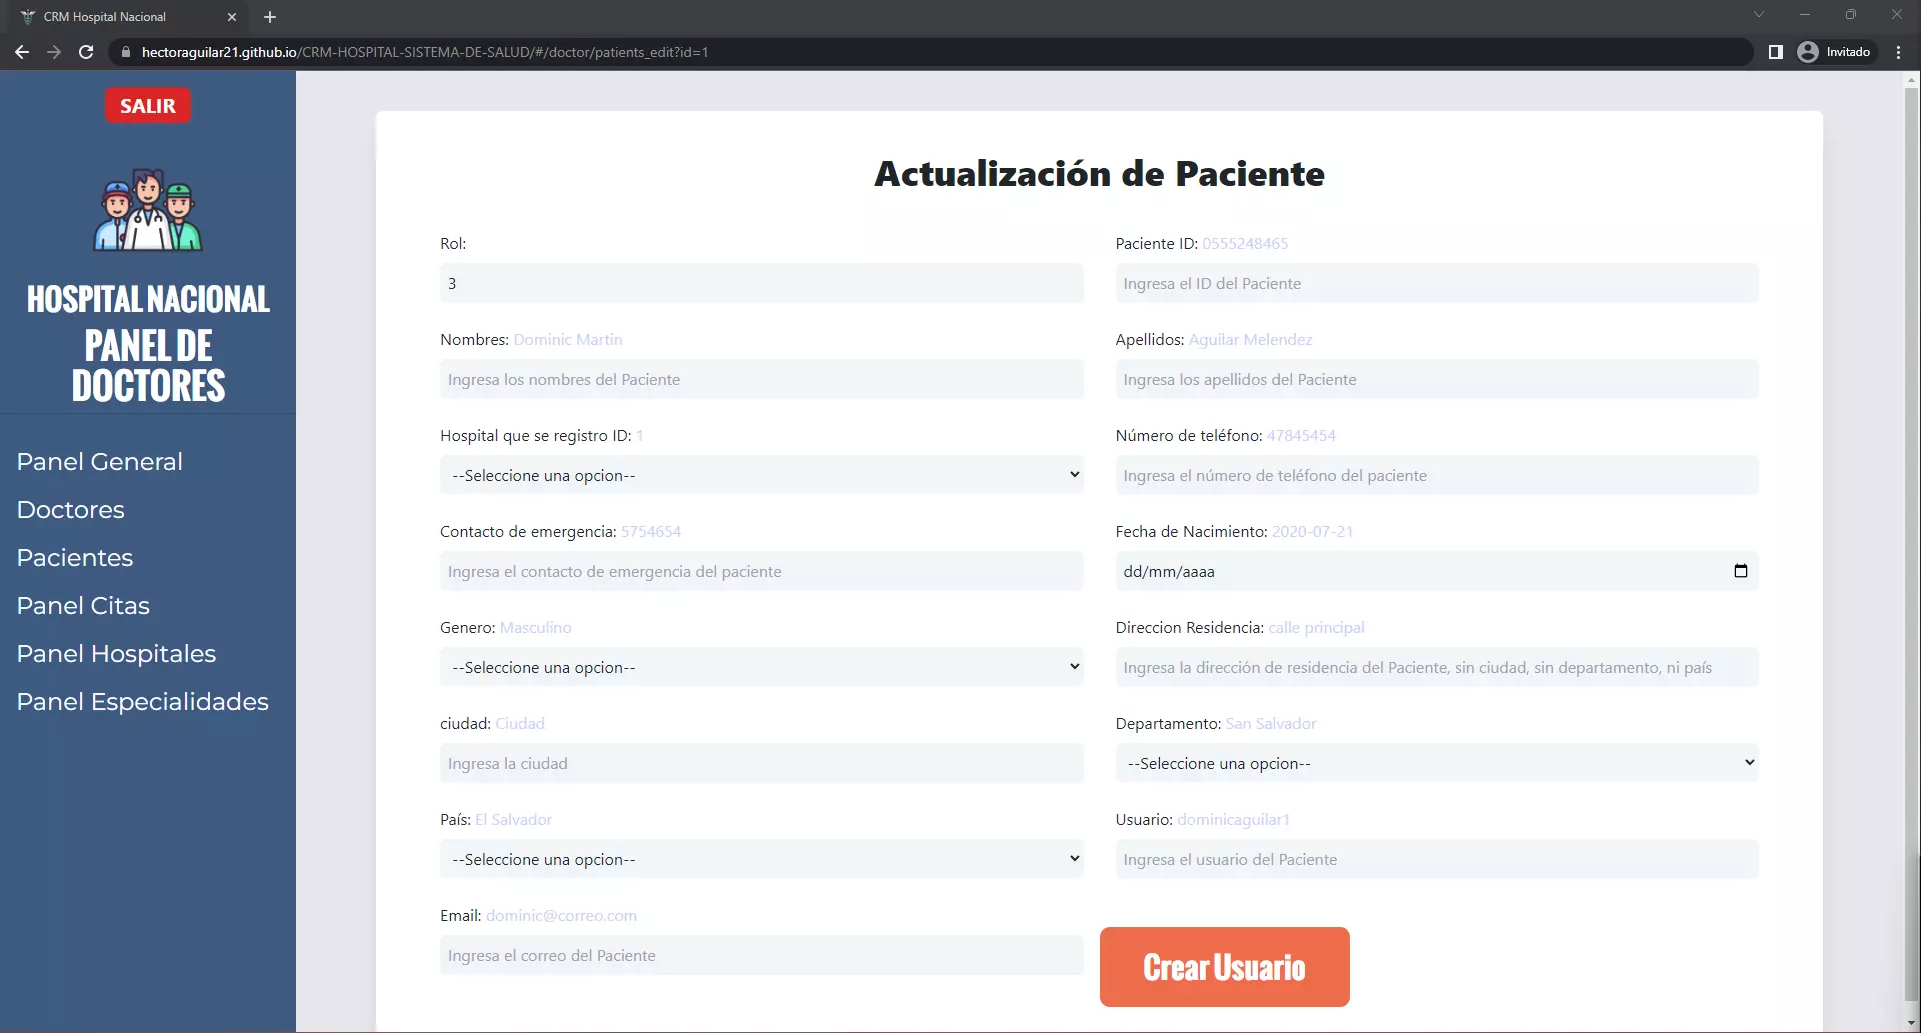 CRM Hospital Nacional
hectoraguilar21.github.io/CRM-HOSPITAL-SISTEMA-DE-SALUD/#/doctor/patients_edit?id=1
Invitado
SALIR
HOSPITAL NACIONAL
PANEL DE
DOCTORES
Panel General
Doctores
Pacientes
Panel Citas
Panel Hospitales
Panel Especialidades
Actualización de Paciente
Rol:
3
Paciente ID: 0555248465
Ingresa el ID del Paciente
Nombres: Dominic Martin
Ingresa los nombres del Paciente
Apellidos: Aguilar Melendez
Ingresa los apellidos del Paciente
Hospital que se registro ID: 1
--Seleccione una opcion--
Número de teléfono: 47845454
Ingresa el número de teléfono del paciente
Contacto de emergencia: 5754654
Ingresa el contacto de emergencia del paciente
Fecha de Nacimiento: 2020-07-21
dd/mm/aaaa
Genero: Masculino
--Seleccione una opcion--
Direccion Residencia: calle principal
Ingresa la dirección de residencia del Paciente, sin ciudad, sin departamento, ni país
ciudad: Ciudad
Ingresa la ciudad
Departamento: San Salvador
--Seleccione una opcion--
País: El Salvador
--Seleccione una opcion--
Usuario: dominicaguilar1
Ingresa el usuario del Paciente
Email: dominic@correo.com
Ingresa el correo del Paciente
Crear Usuario